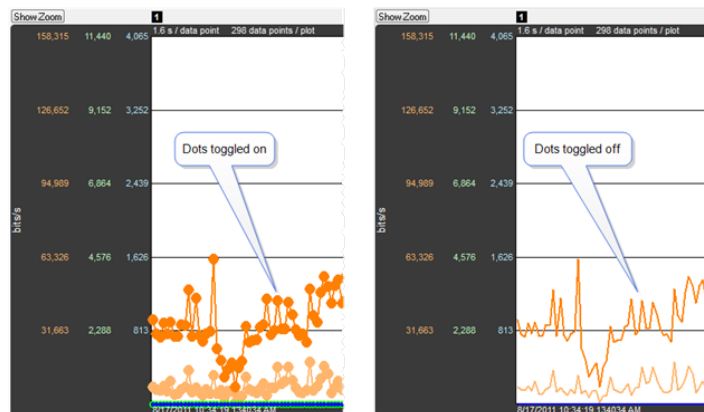 Show Zoom
1
1.6 s / data point 298 data points / plot
158,315 11,440 4,065
126,652 9,152 3,252
Dots toggled on
94,989 6,864 2,439
bits/s
63,326 4,576 1,626
31,663 2,288 813
8/17/2011 10:34:19.134034 AM
Show Zoom
1
1.6 s / data point 298 data points / plot
158,315 11,440 4,065
126,652 9,152 3,252
Dots toggled off
94,989 6,864 2,439
bits/s
63,326 4,576 1,626
31,663 2,288 813
8/17/2011 10:34:19.134034 AM